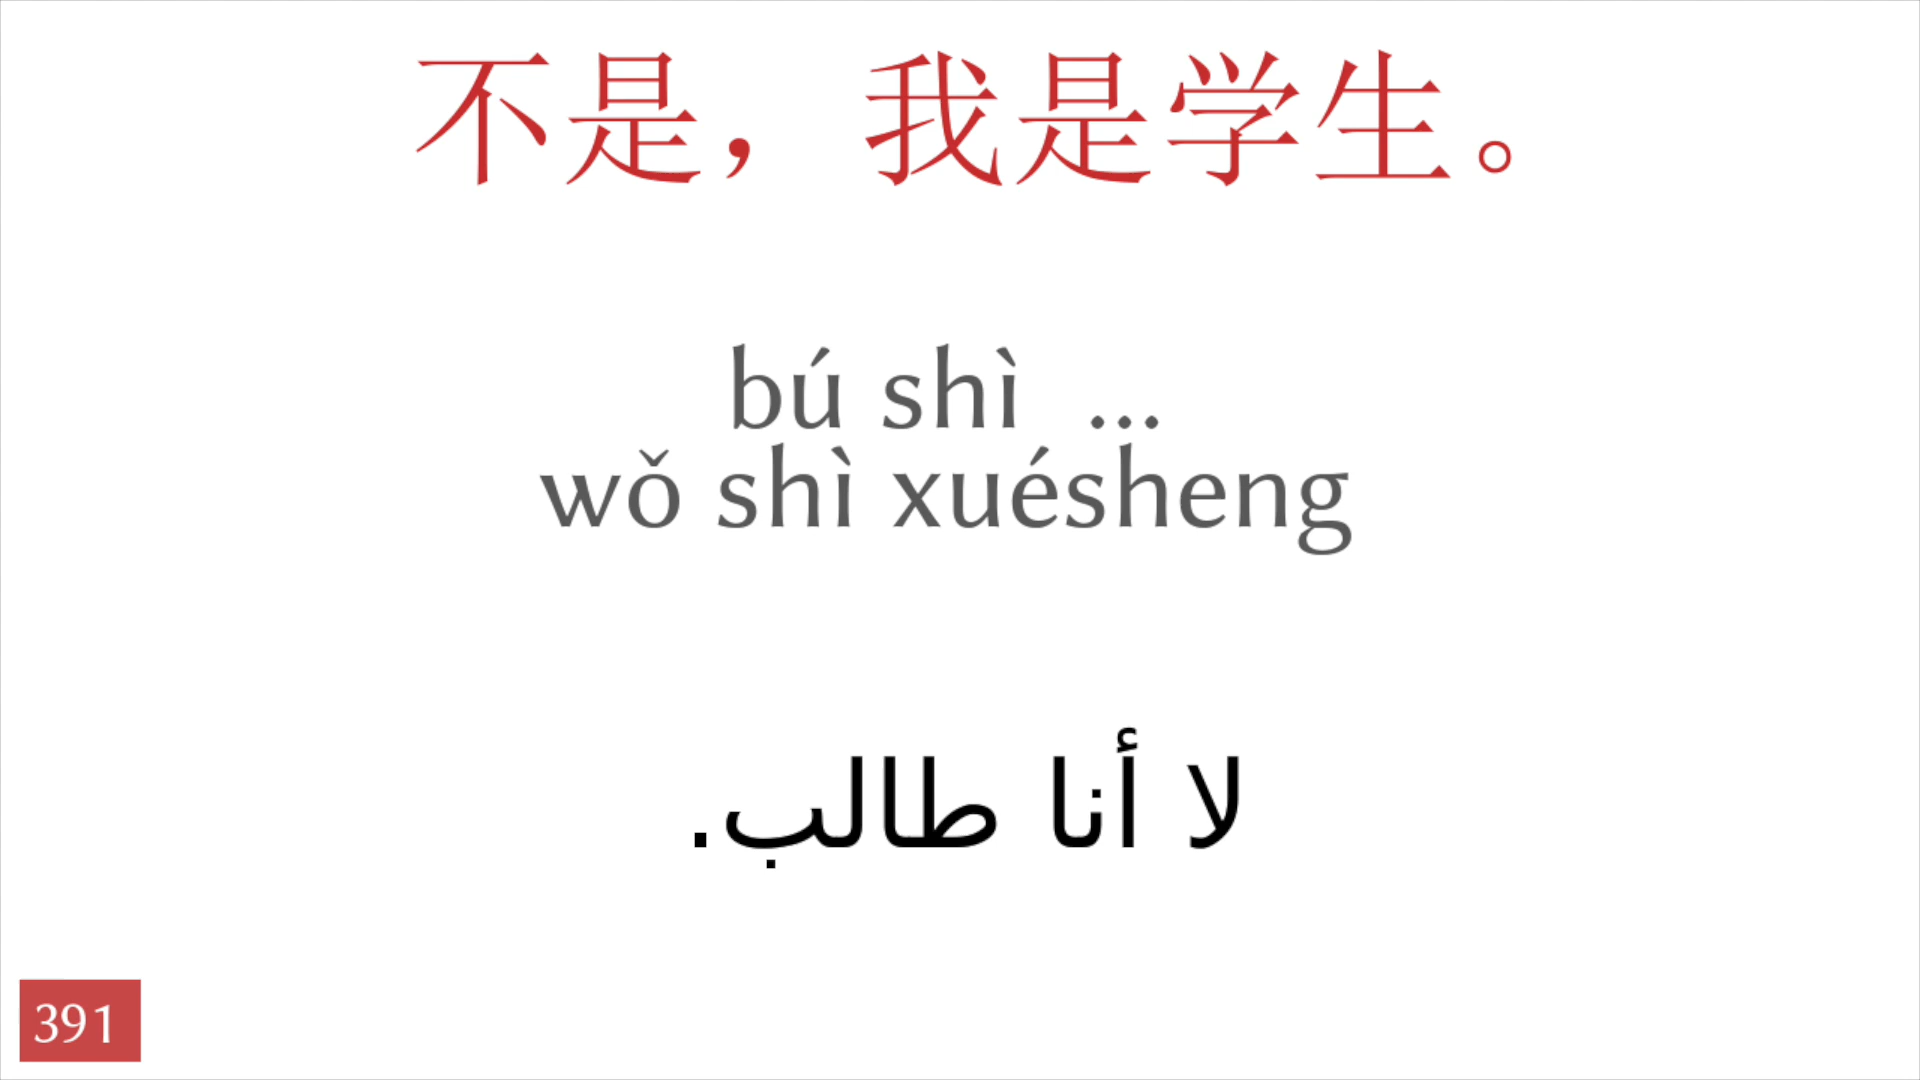 不是，我是学生。
bú shì ...
wǒ shì xuésheng
لا أنا طالب.
391